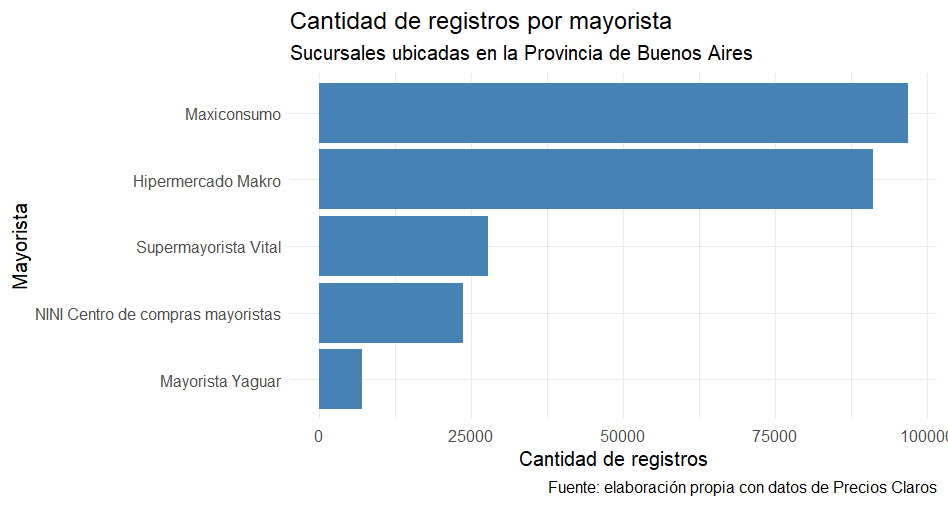 Cantidad de registros por mayorista
Sucursales ubicadas en la Provincia de Buenos Aires
Mayorista
Maxiconsumo
Hipermercado Makro
Supermayorista Vital
NINI Centro de compras mayoristas
Mayorista Yaguar
0 25000 50000 75000 100000
Cantidad de registros
Fuente: elaboración propia con datos de Precios Claros